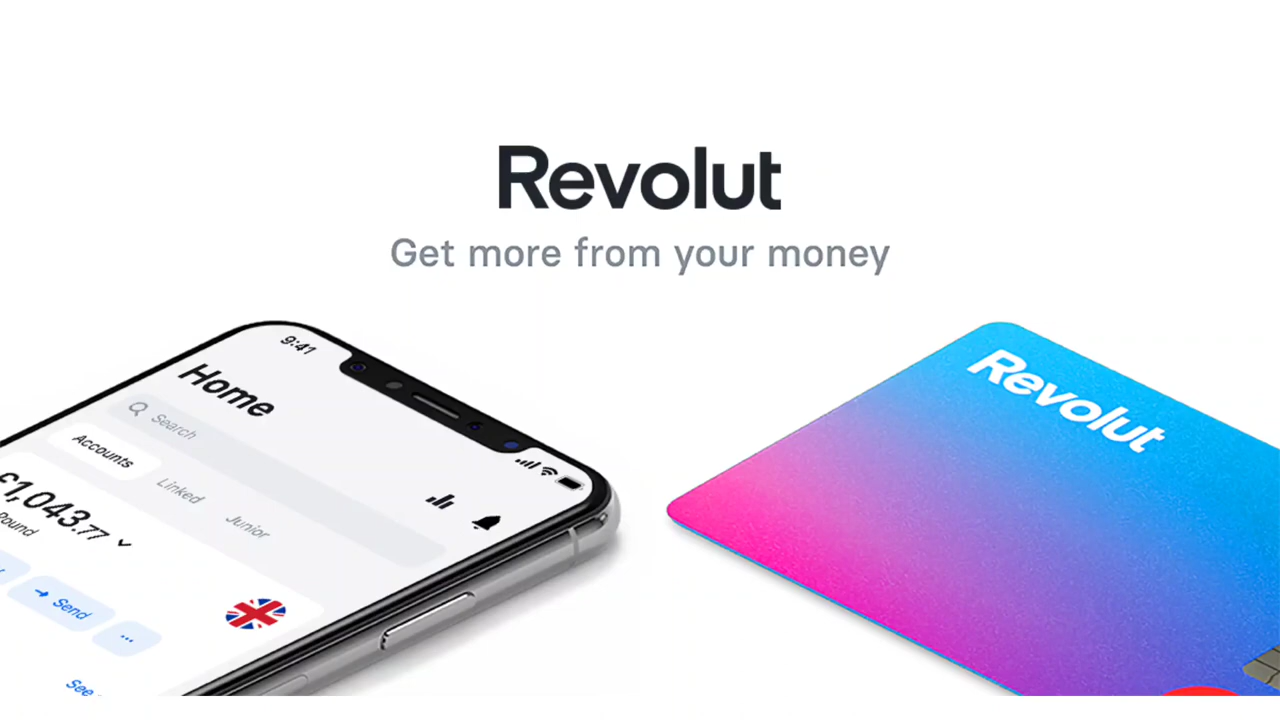 Revolut
Get more from your money
9:41
Home
Search
Accounts
Linked
Junior
£1,043.77
Pound
→ Send
...
See
Revolut